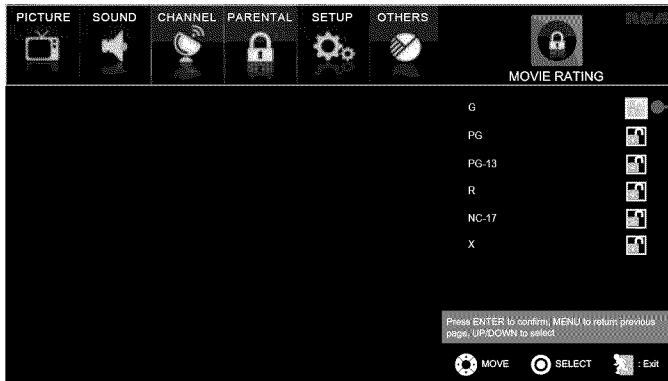 PICTURE SOUND CHANNEL PARENTAL SETUP OTHERS
RCA
MOVIE RATING
G
PG
PG-13
R
NC-17
X
Press ENTER to confirm, MENU to return previous
page, UP/DOWN to select
MOVE SELECT : Exit